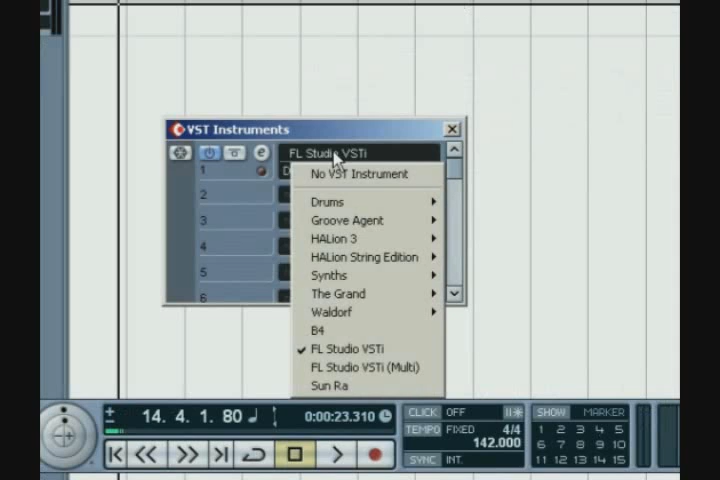 VST Instruments
e FL Studio VSTi
1
No VST Instrument
2
Drums
3 Groove Agent
HALion 3
4 HALion String Edition
5 Synths
The Grand
6
Waldorf
B4
FL Studio VSTi
FL Studio VSTi (Multi)
Sun Ra
14. 4. 1. 80 0:00:23.310
CLICK OFF SHOW MARKER
TEMPO FIXED 4/4 1 2 3 4 5
142.000 6 7 8 9 10
SYNC INT. 11 12 13 14 15